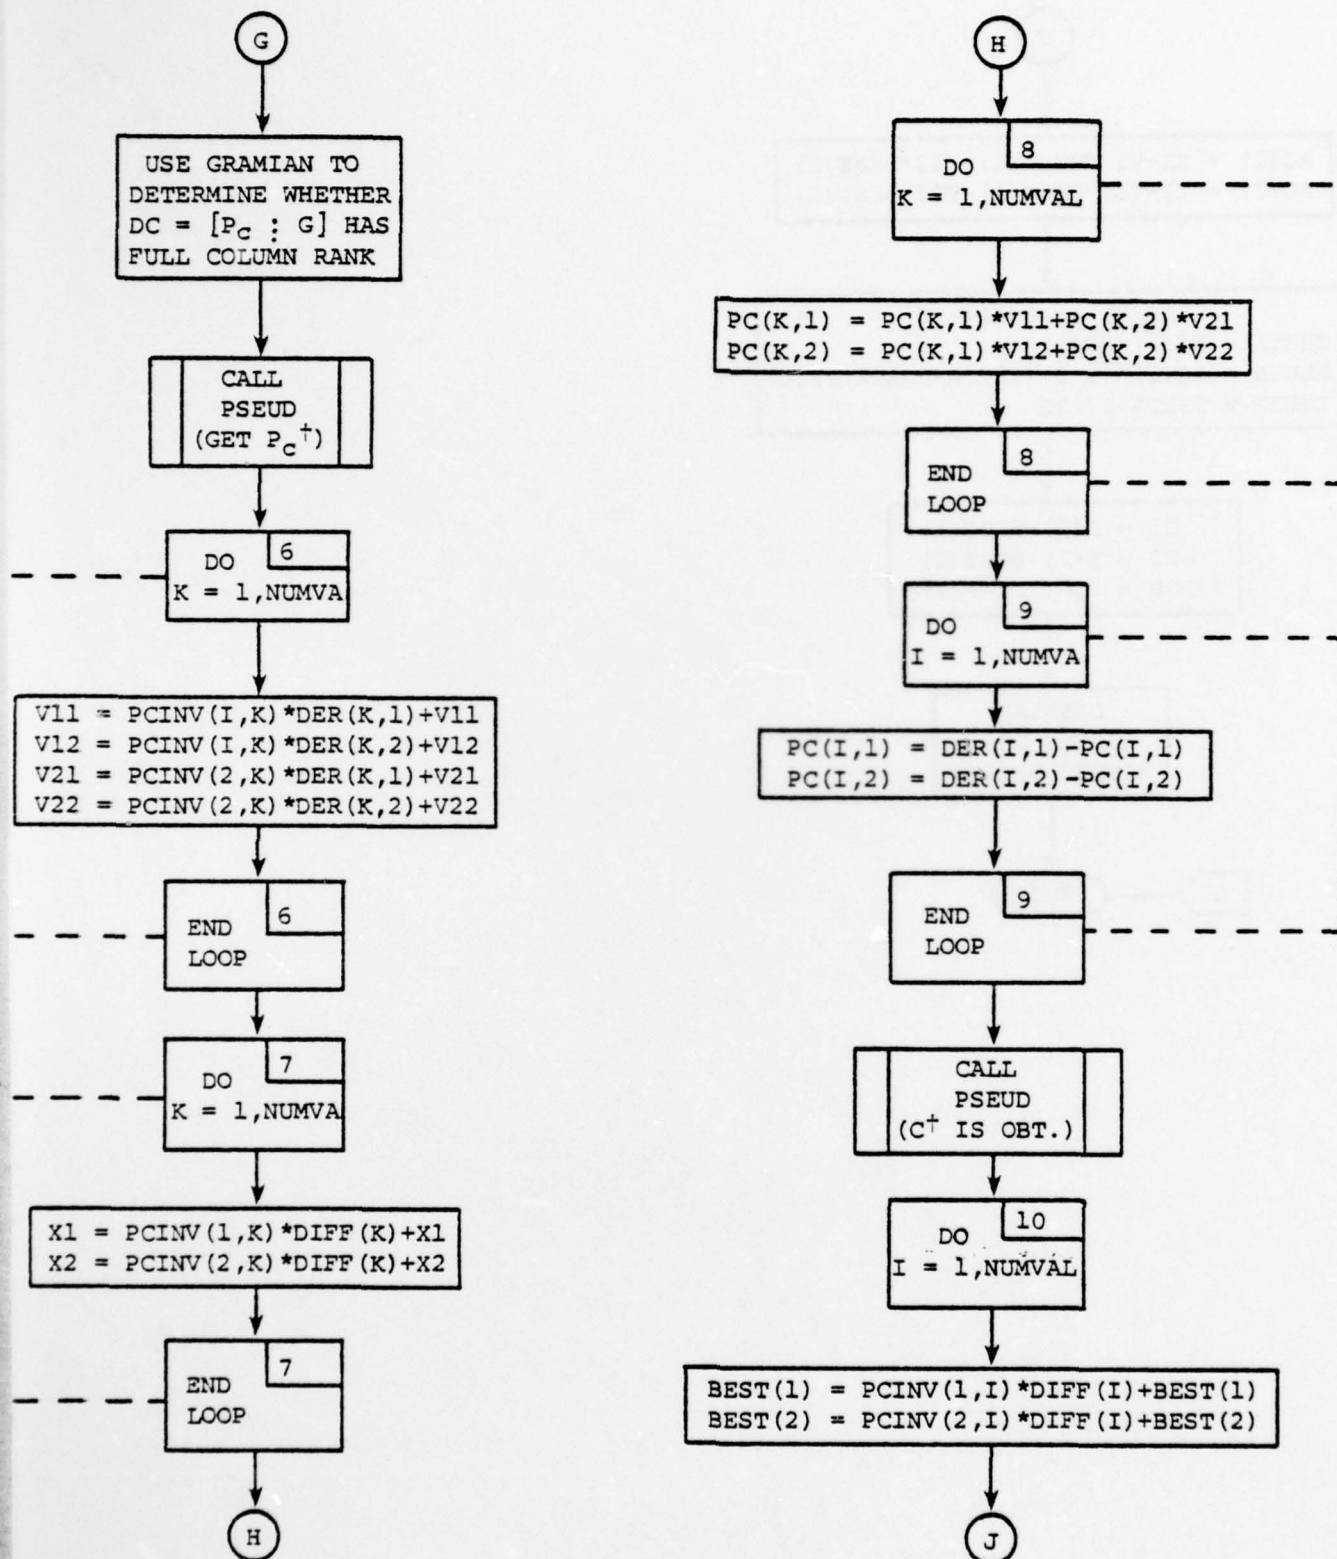 G
USE GRAMIAN TO
DETERMINE WHETHER
DC = [Pc ⋮ G] HAS
FULL COLUMN RANK
CALL
PSEUD
(GET Pc†)
6
DO
K = 1,NUMVA
V11 = PCINV(I,K)*DER(K,1)+V11
V12 = PCINV(I,K)*DER(K,2)+V12
V21 = PCINV(2,K)*DER(K,1)+V21
V22 = PCINV(2,K)*DER(K,2)+V22
6
END
LOOP
7
DO
K = 1,NUMVA
X1 = PCINV(1,K)*DIFF(K)+X1
X2 = PCINV(2,K)*DIFF(K)+X2
7
END
LOOP
H
H
8
DO
K = 1,NUMVAL
PC(K,1) = PC(K,1)*V11+PC(K,2)*V21
PC(K,2) = PC(K,1)*V12+PC(K,2)*V22
8
END
LOOP
9
DO
I = 1,NUMVA
PC(I,1) = DER(I,1)-PC(I,1)
PC(I,2) = DER(I,2)-PC(I,2)
9
END
LOOP
CALL
PSEUD
(C† IS OBT.)
10
DO
I = 1,NUMVAL
BEST(1) = PCINV(1,I)*DIFF(I)+BEST(1)
BEST(2) = PCINV(2,I)*DIFF(I)+BEST(2)
J